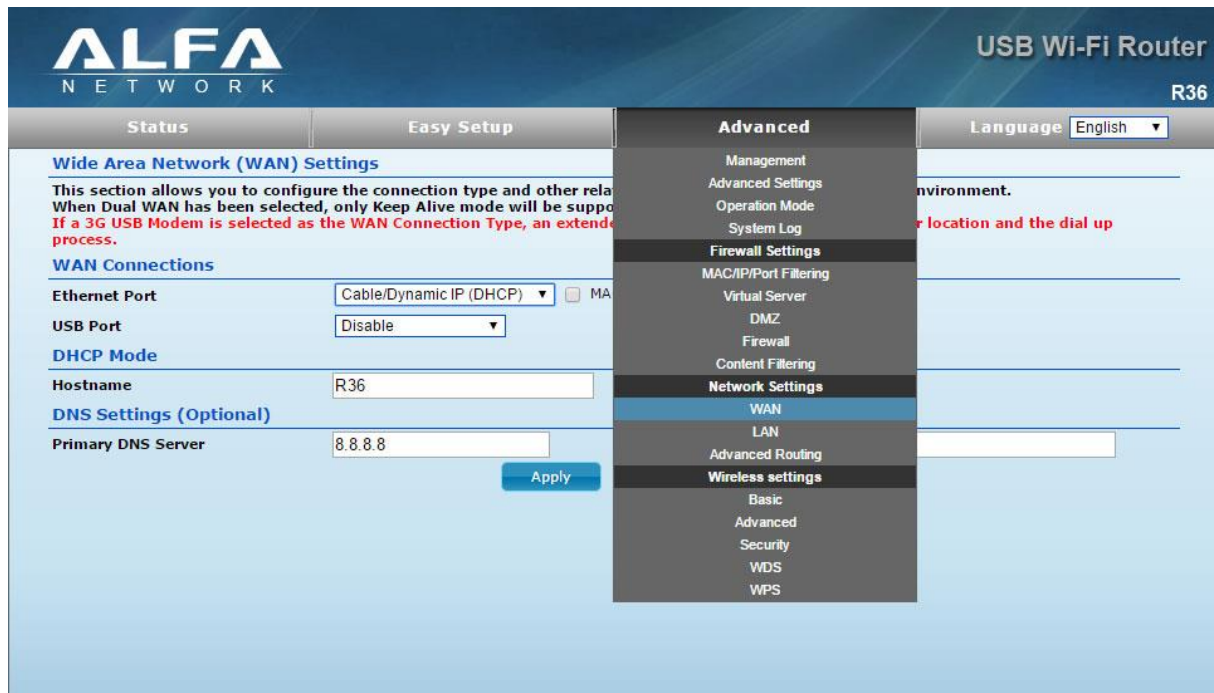 ALFA
NETWORK
USB Wi-Fi Router
R36
Status Easy Setup Advanced Language English
Wide Area Network (WAN) Settings
This section allows you to configure the connection type and other rela nvironment.
When Dual WAN has been selected, only Keep Alive mode will be suppo
If a 3G USB Modem is selected as the WAN Connection Type, an extende r location and the dial up
process.
WAN Connections
Ethernet Port Cable/Dynamic IP (DHCP) MA
USB Port Disable
DHCP Mode
Hostname R36
DNS Settings (Optional)
Primary DNS Server 8.8.8.8
Apply
Management
Advanced Settings
Operation Mode
System Log
Firewall Settings
MAC/IP/Port Filtering
Virtual Server
DMZ
Firewall
Content Filtering
Network Settings
WAN
LAN
Advanced Routing
Wireless settings
Basic
Advanced
Security
WDS
WPS